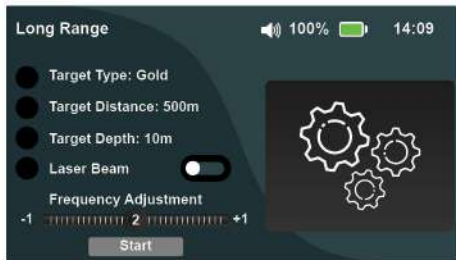 Long Range
100%
14:09
Target Type: Gold
Target Distance: 500m
Target Depth: 10m
Laser Beam
Frequency Adjustment
-1 2 +1
Start